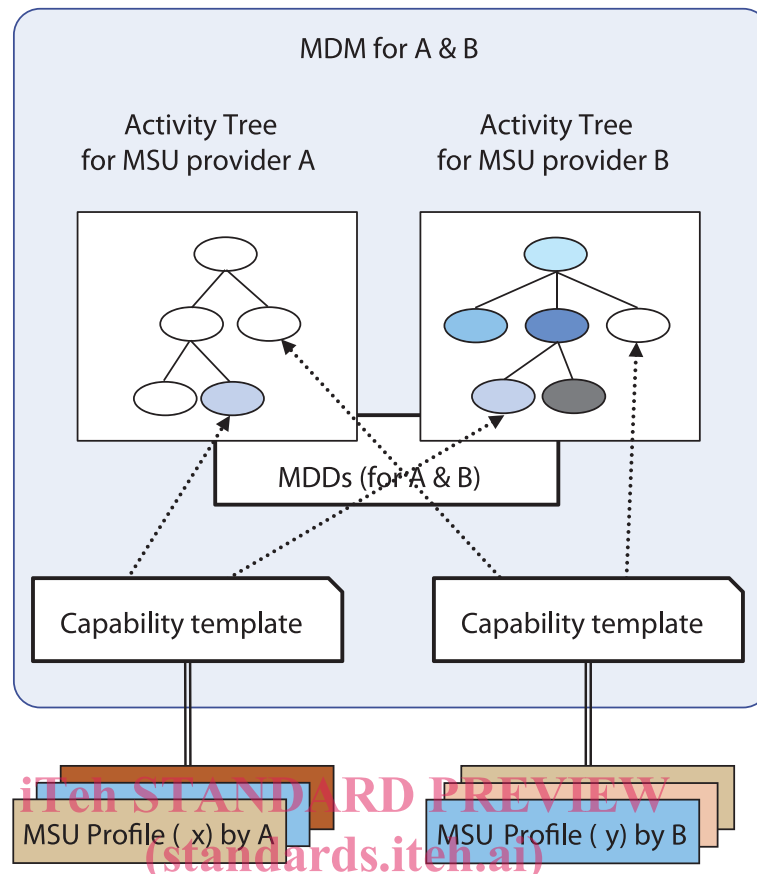 MDM for A & B
Activity Tree
for MSU provider A
Activity Tree
for MSU provider B
MDDs (for A & B)
Capability template
Capability template
iTeh STANDARD PREVIEW
MSU Profile ( x) by A
MSU Profile ( y) by B
(standards.iteh.ai)